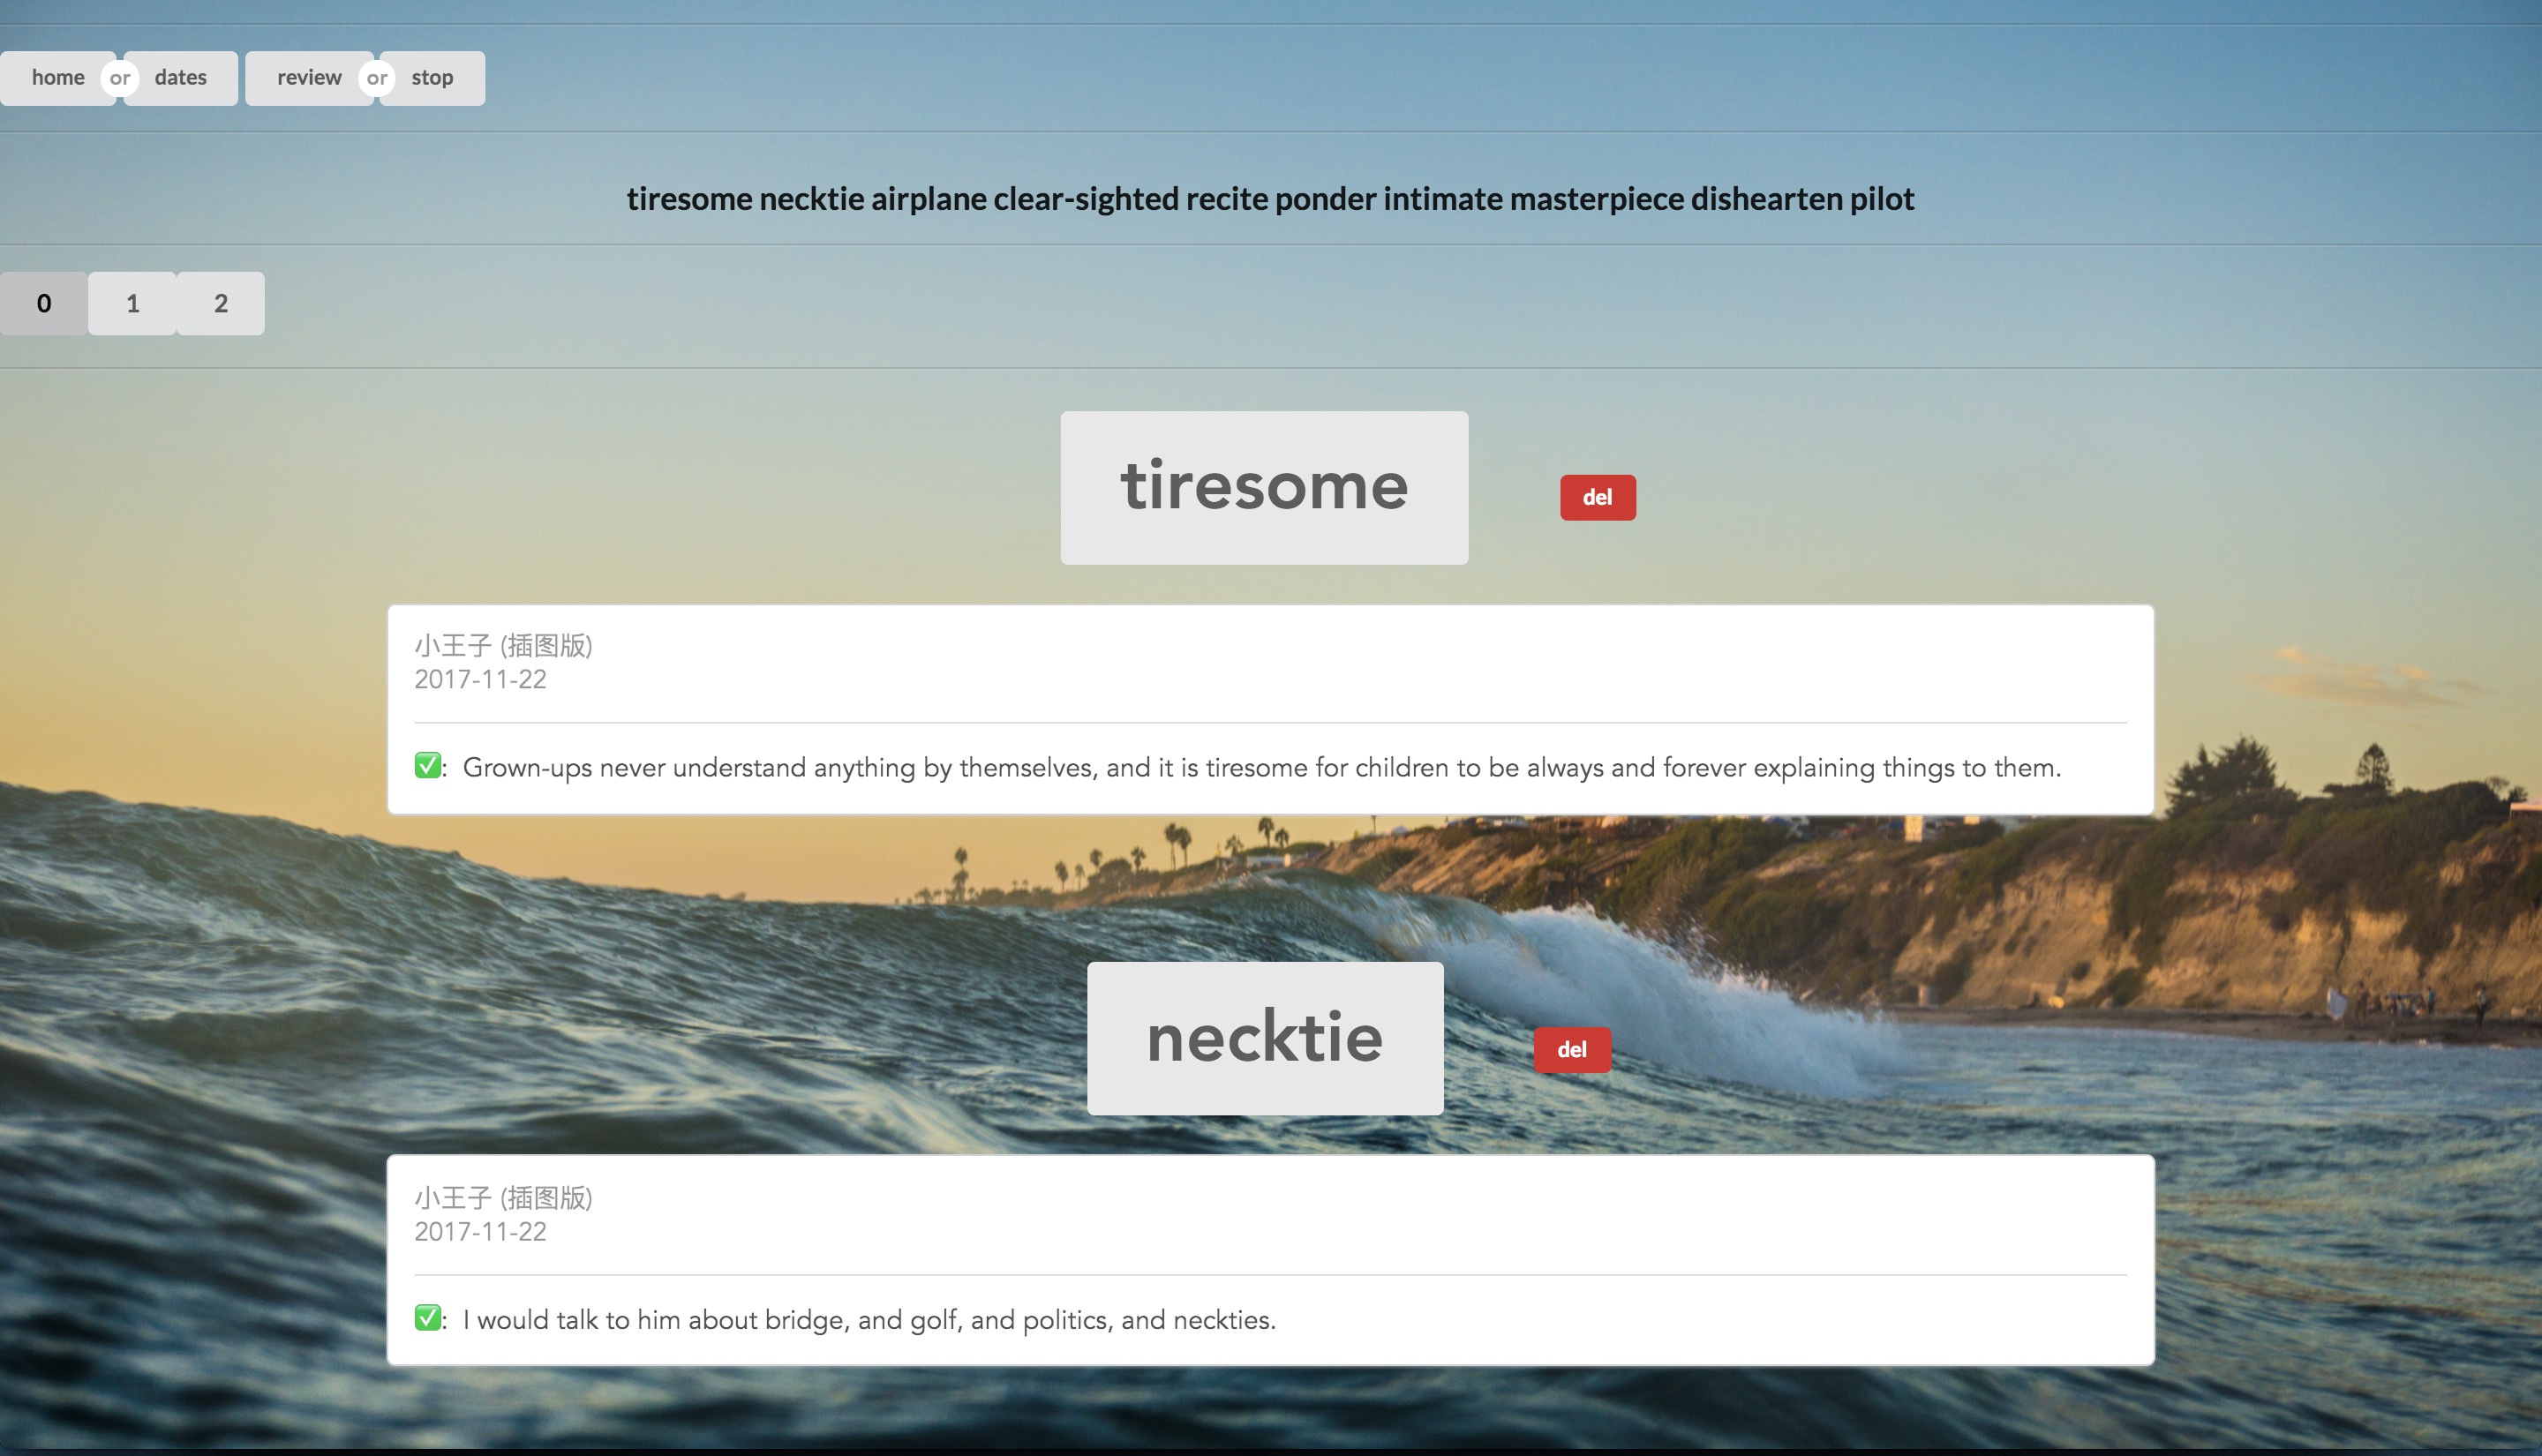 home or dates review or stop
tiresome necktie airplane clear-sighted recite ponder intimate masterpiece dishearten pilot
0 1 2
tiresome
del
小王子 (插图版)
2017-11-22
✅: Grown-ups never understand anything by themselves, and it is tiresome for children to be always and forever explaining things to them.
necktie
del
小王子 (插图版)
2017-11-22
✅: I would talk to him about bridge, and golf, and politics, and neckties.